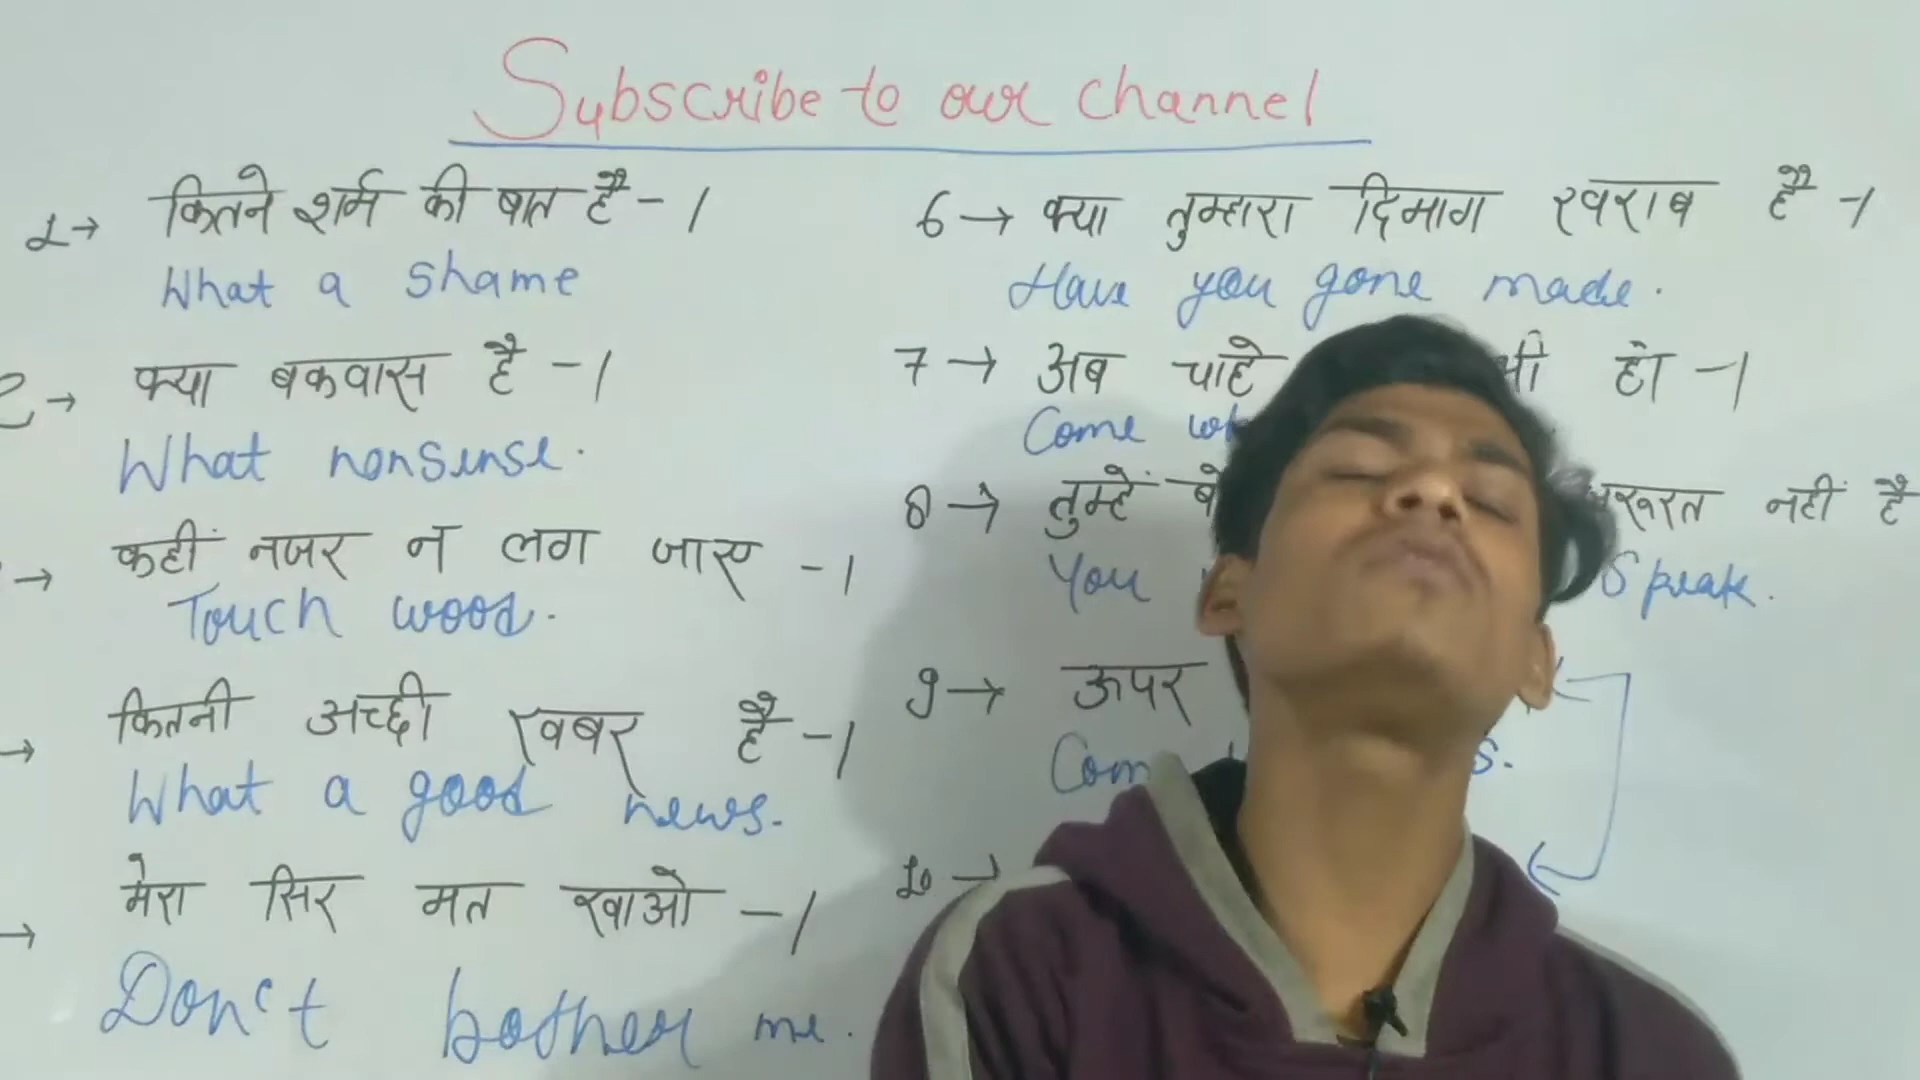 Subscribe to our channel
1→ कितने शर्म की बात है -।
What a shame
2→ क्या बकवास है -।
What nonsense.
→ कहीं नजर न लग जाए -।
Touch wood.
→ कितनी अच्छी खबर है -।
What a good news.
→ मेरा सिर मत खाओ -।
Don't bother me.
6→ क्या तुम्हारा दिमाग खराब है -।
Have you gone made.
7→ अब चाहे भी हो -।
Come
8→ तुम्हें नहीं है
You Speak.
9→ ऊपर
10→